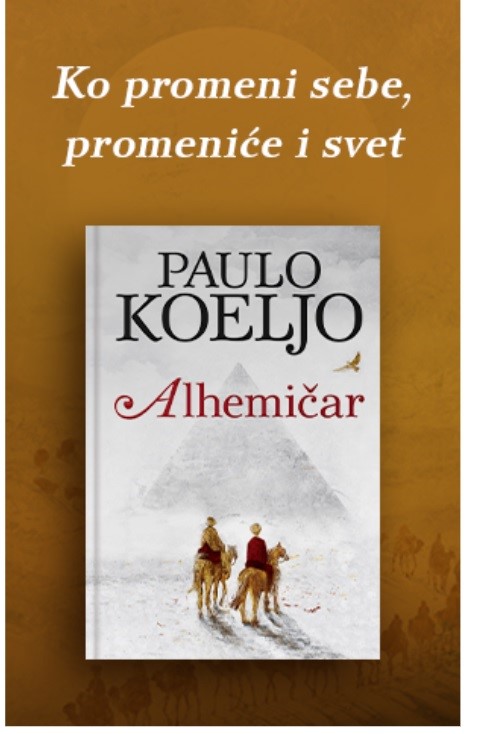 Ko promeni sebe,
promeniće i svet
PAULO
KOELJO
Alhemičar